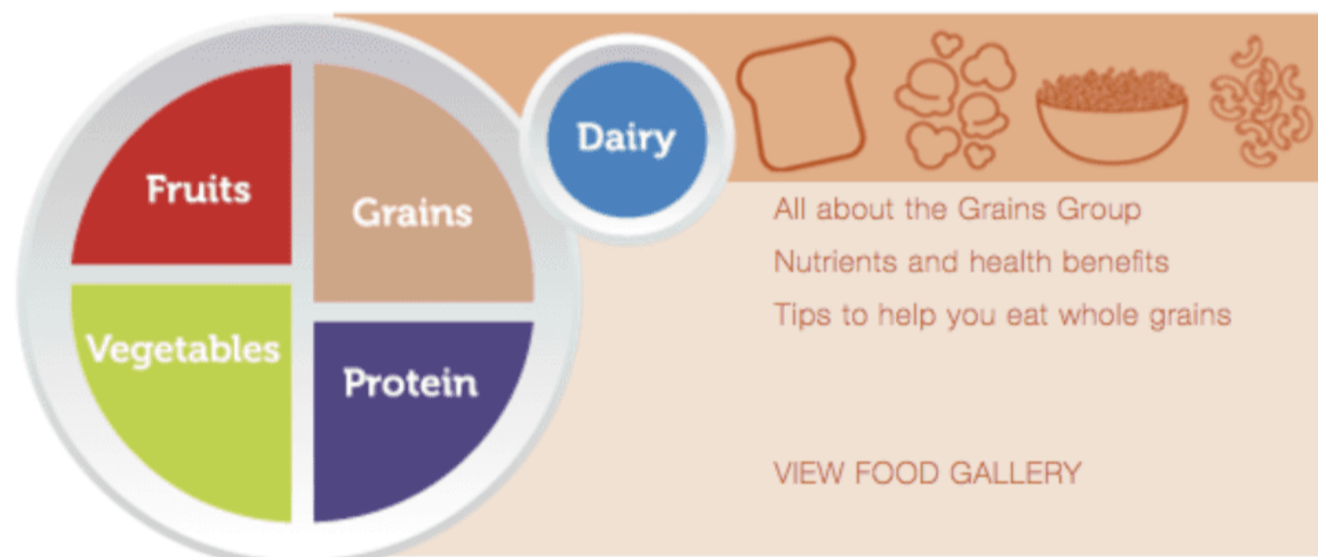 Fruits
Grains
Vegetables
Protein
Dairy
All about the Grains Group
Nutrients and health benefits
Tips to help you eat whole grains
VIEW FOOD GALLERY